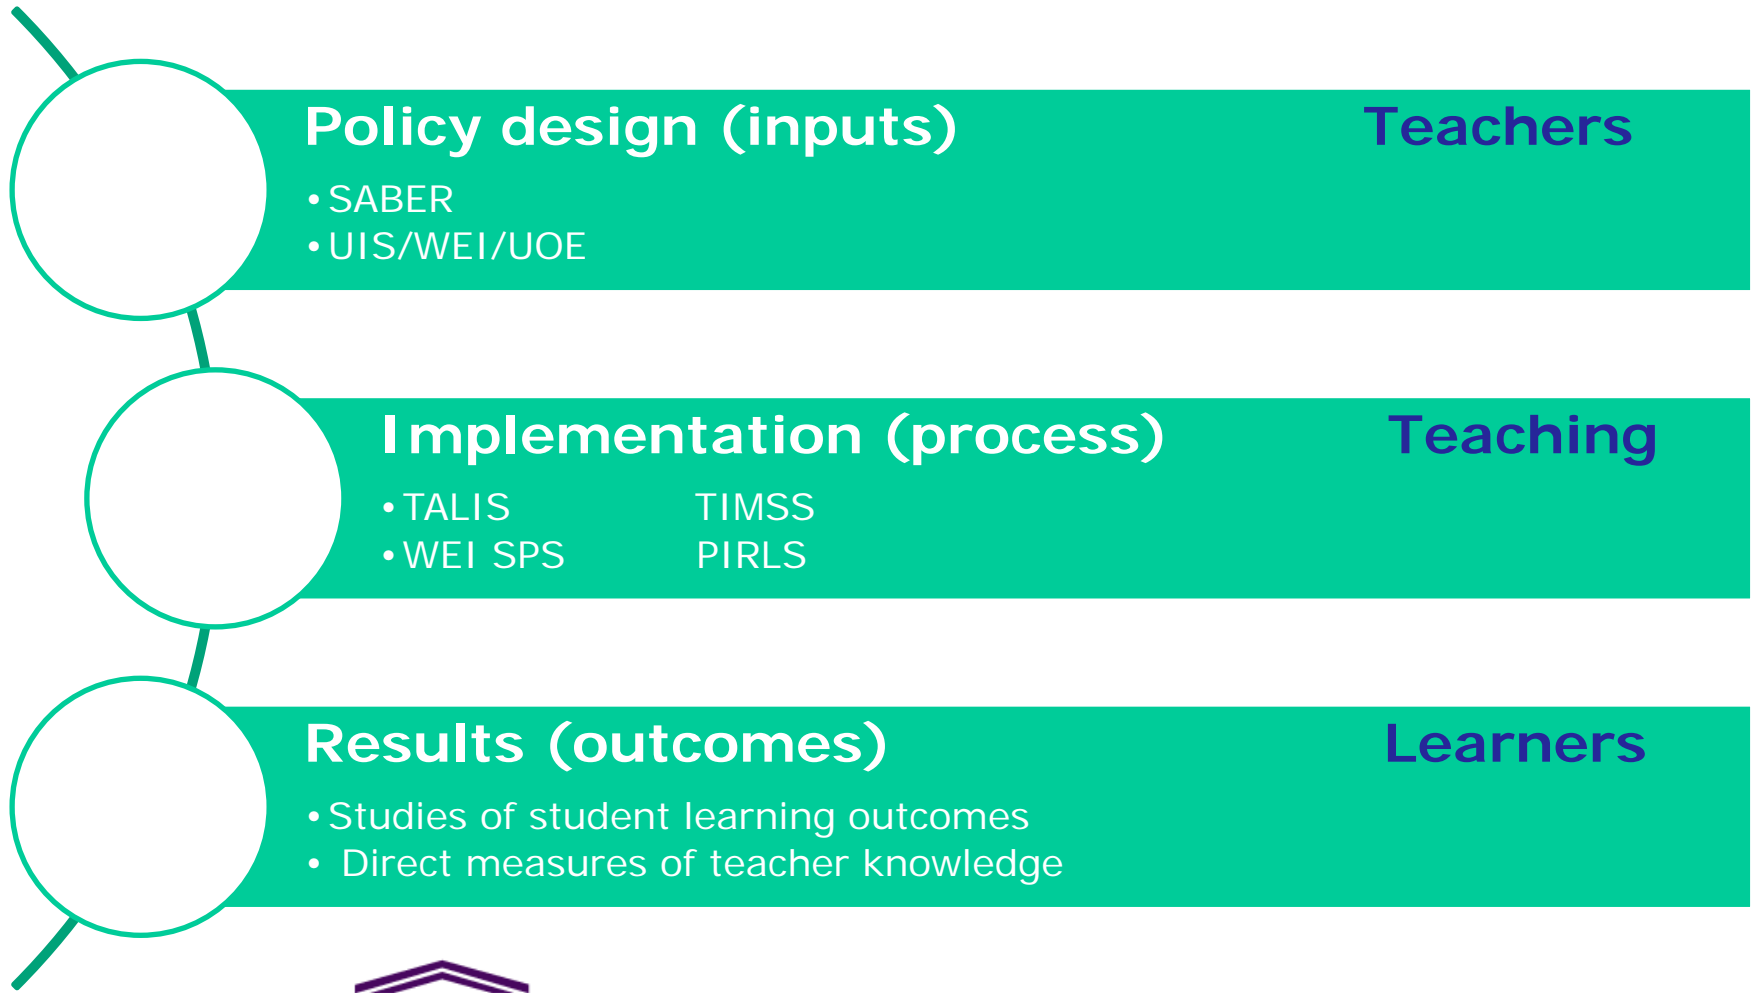 Policy design (inputs) Teachers
• SABER
• UIS/WEI/UOE
Implementation (process) Teaching
• TALIS TIMSS
• WEI SPS PIRLS
Results (outcomes) Learners
• Studies of student learning outcomes
• Direct measures of teacher knowledge